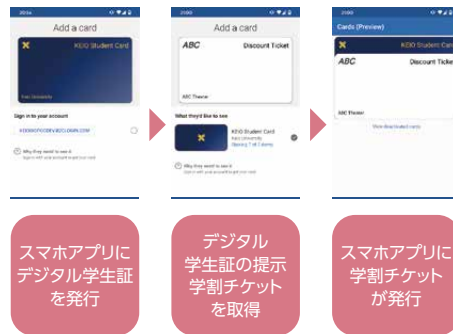 Add a card
KEIO Student Card
Sign in to your account
Why they need to see it
Add a card
ABC
Discount Ticket
ABC Theater
What they'd like to see
KEIO Student Card
Keio University
Why they need to see it
Cards (Preview)
KEIO Student Card
ABC
Discount Ticket
ABC Theater
View deactivated cards
スマホアプリに
デジタル学生証
を発行
デジタル
学生証の提示
学割チケット
を取得
スマホアプリに
学割チケット
が発行